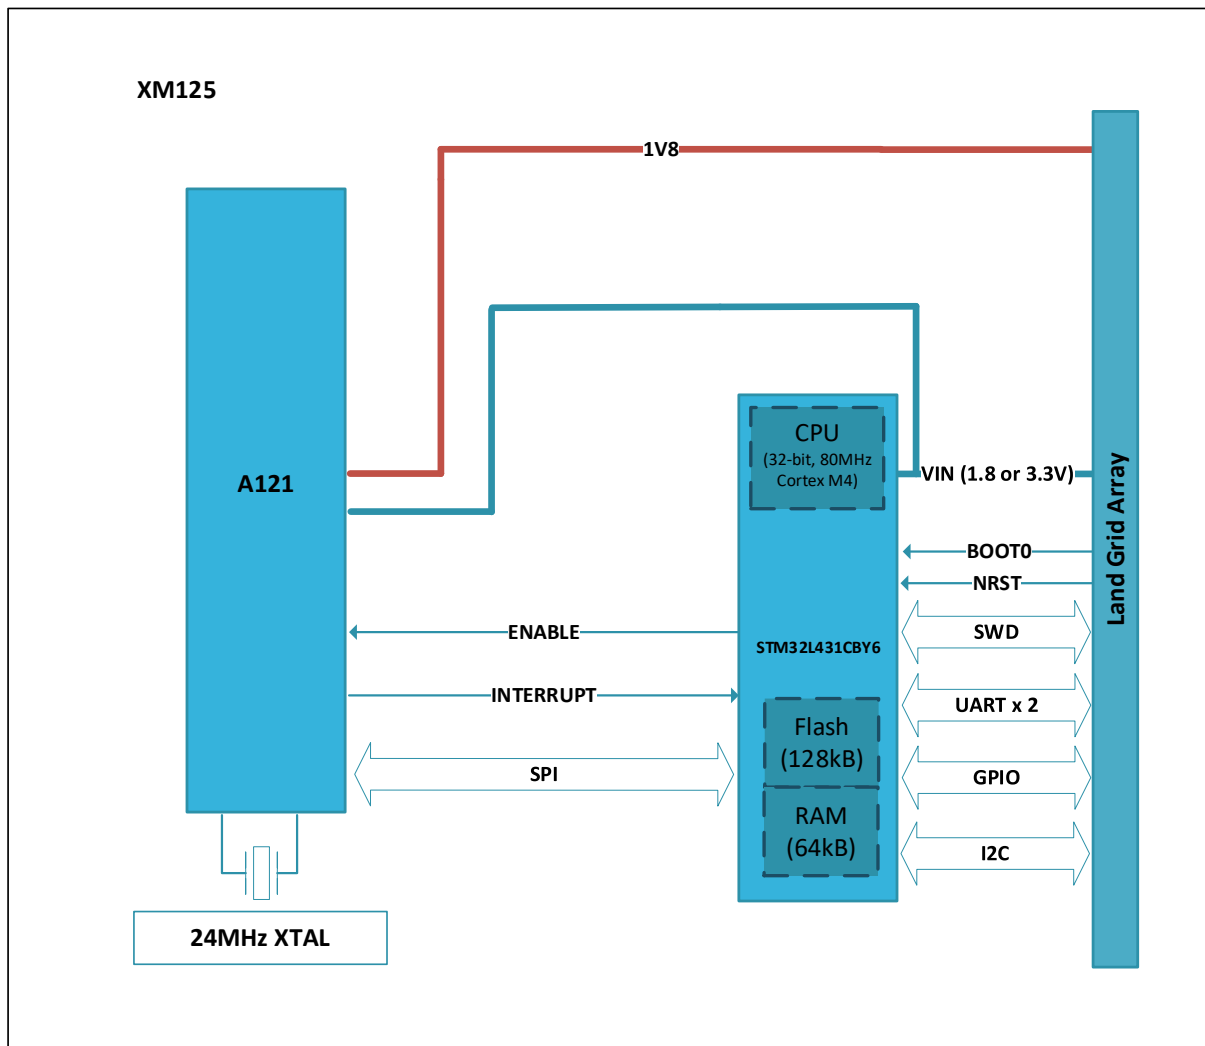 XM125
1V8
A121
CPU
(32-bit, 80MHz
Cortex M4)
VIN (1.8 or 3.3V)
BOOT0
NRST
Land Grid Array
ENABLE
SWD
STM32L431CBY6
INTERRUPT
UART x 2
Flash
(128kB)
SPI
GPIO
RAM
(64kB)
I2C
24MHz XTAL